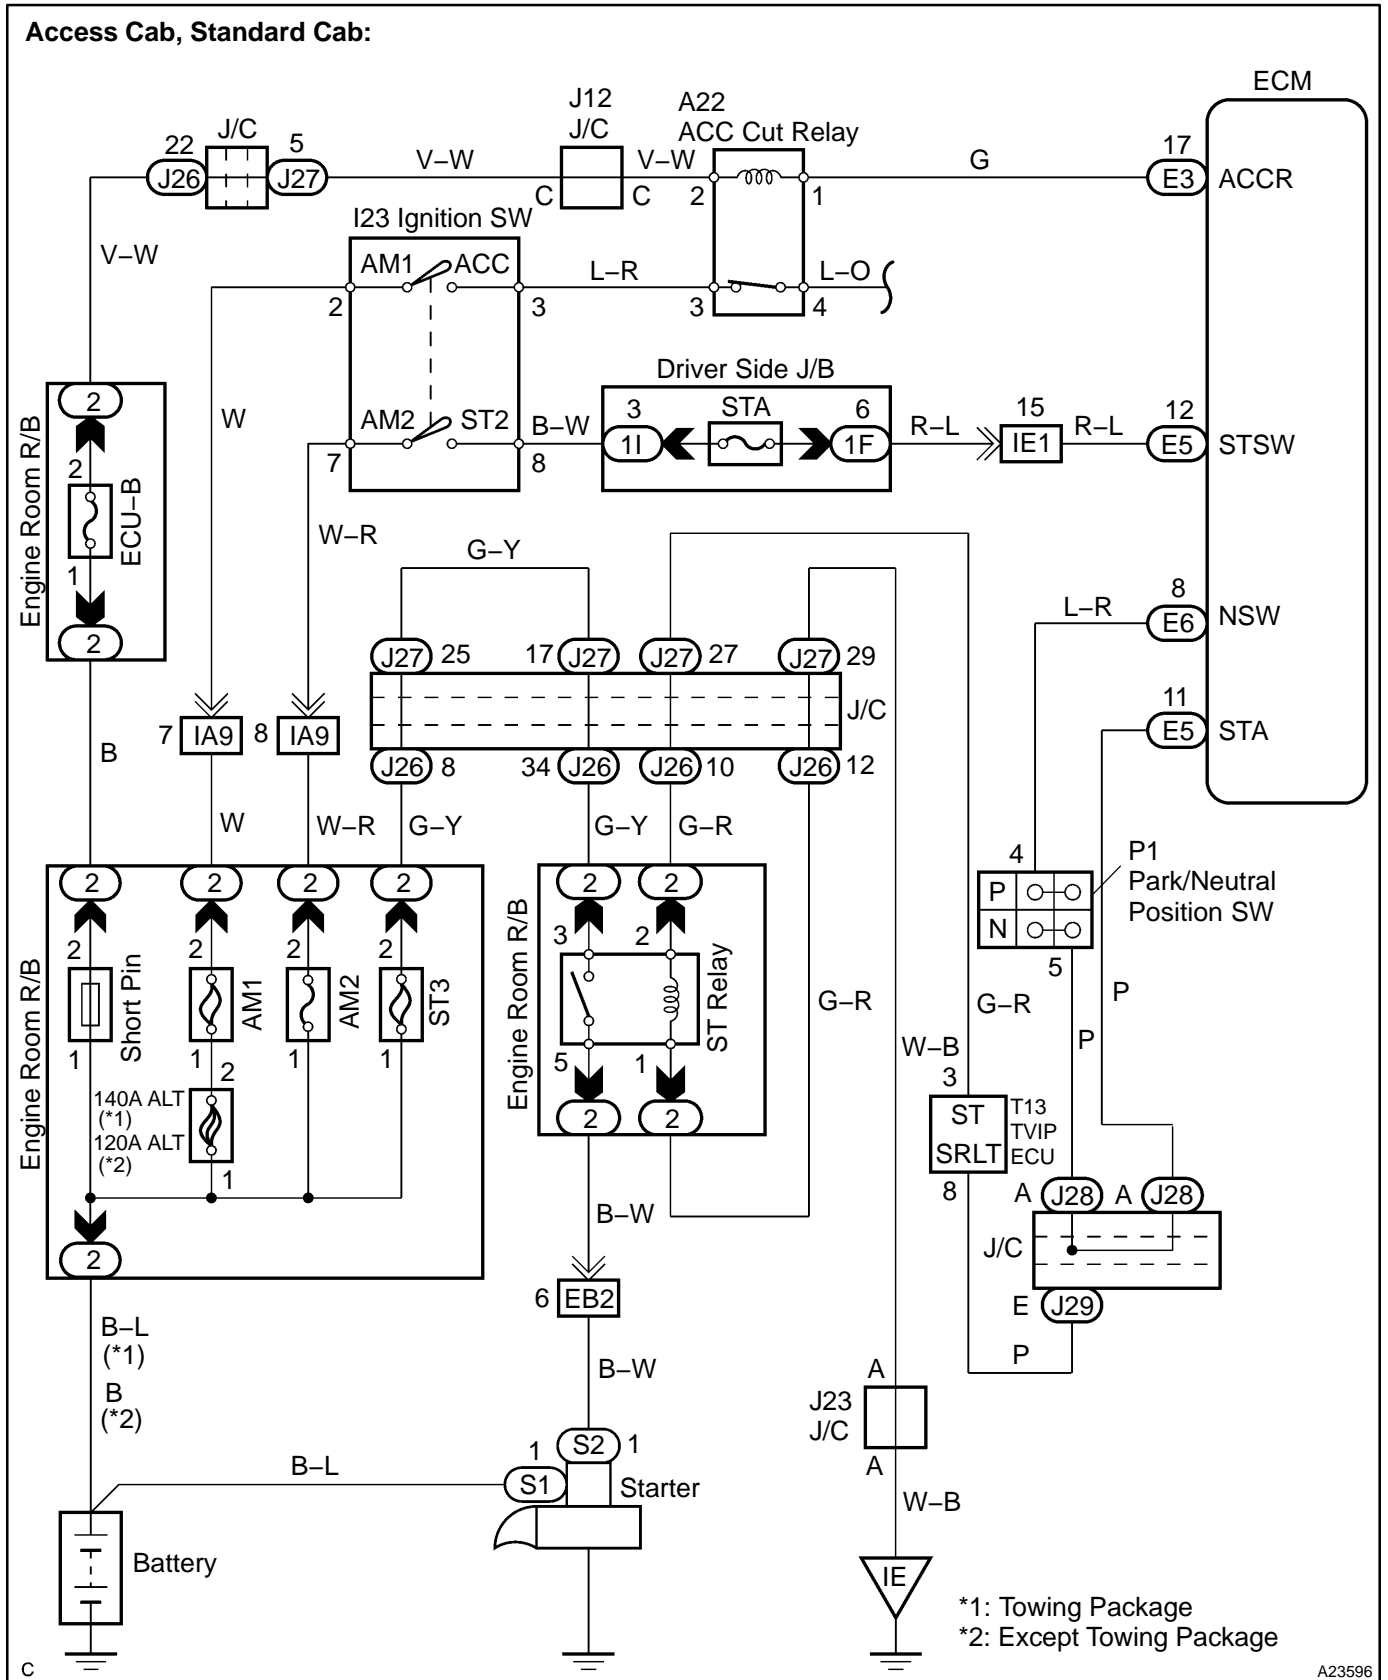 Access Cab, Standard Cab:
ECM
J12
J/C
A22
ACC Cut Relay
22
J/C
5
J26
J27
V–W
C
C
V–W
2
1
G
17
E3
ACCR
V–W
I23 Ignition SW
AM1
ACC
2
3
L–R
3
4
L–O
W
AM2
ST2
7
8
B–W
Driver Side J/B
3
STA
6
1I
1F
R–L
15
IE1
R–L
12
E5
STSW
Engine Room R/B
2
2
ECU–B
1
2
W–R
G–Y
L–R
8
E6
NSW
J27
25
17
J27
J27
27
J27
29
J/C
11
E5
STA
7
IA9
8
IA9
B
J26
8
34
J26
J26
10
J26
12
W
W–R
G–Y
G–Y
G–R
4
P1
Park/Neutral
Position SW
P
N
5
Engine Room R/B
2
2
2
2
2
2
2
2
Short Pin
AM1
AM2
ST3
1
1
1
1
2
140A ALT
(*1)
120A ALT
(*2)
1
2
Engine Room R/B
2
2
3
2
ST Relay
5
1
2
2
G–R
W–B
G–R
P
P
3
ST
SRLT
T13
TVIP
ECU
8
A
J28
A
J28
J/C
E
J29
P
B–W
6
EB2
B–W
B–L
(*1)
B
(*2)
A
J23
J/C
A
W–B
B–L
1
S1
S2
1
Starter
Battery
IE
*1: Towing Package
*2: Except Towing Package
C
A23596